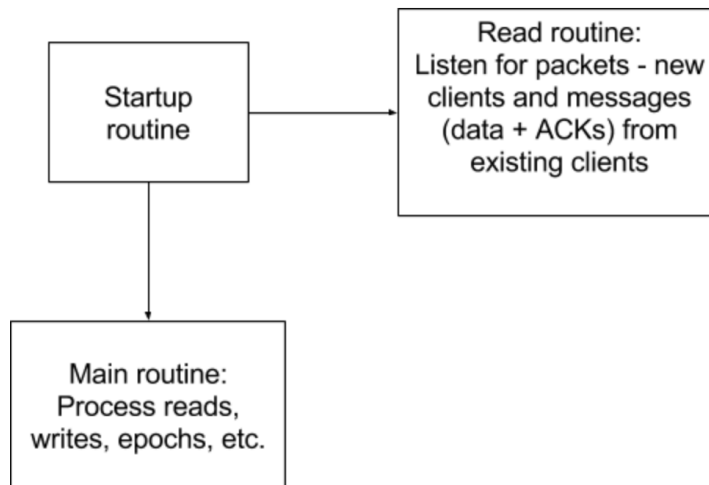 Startup
routine
Read routine:
Listen for packets - new
clients and messages
(data + ACKs) from
existing clients
Main routine:
Process reads,
writes, epochs, etc.